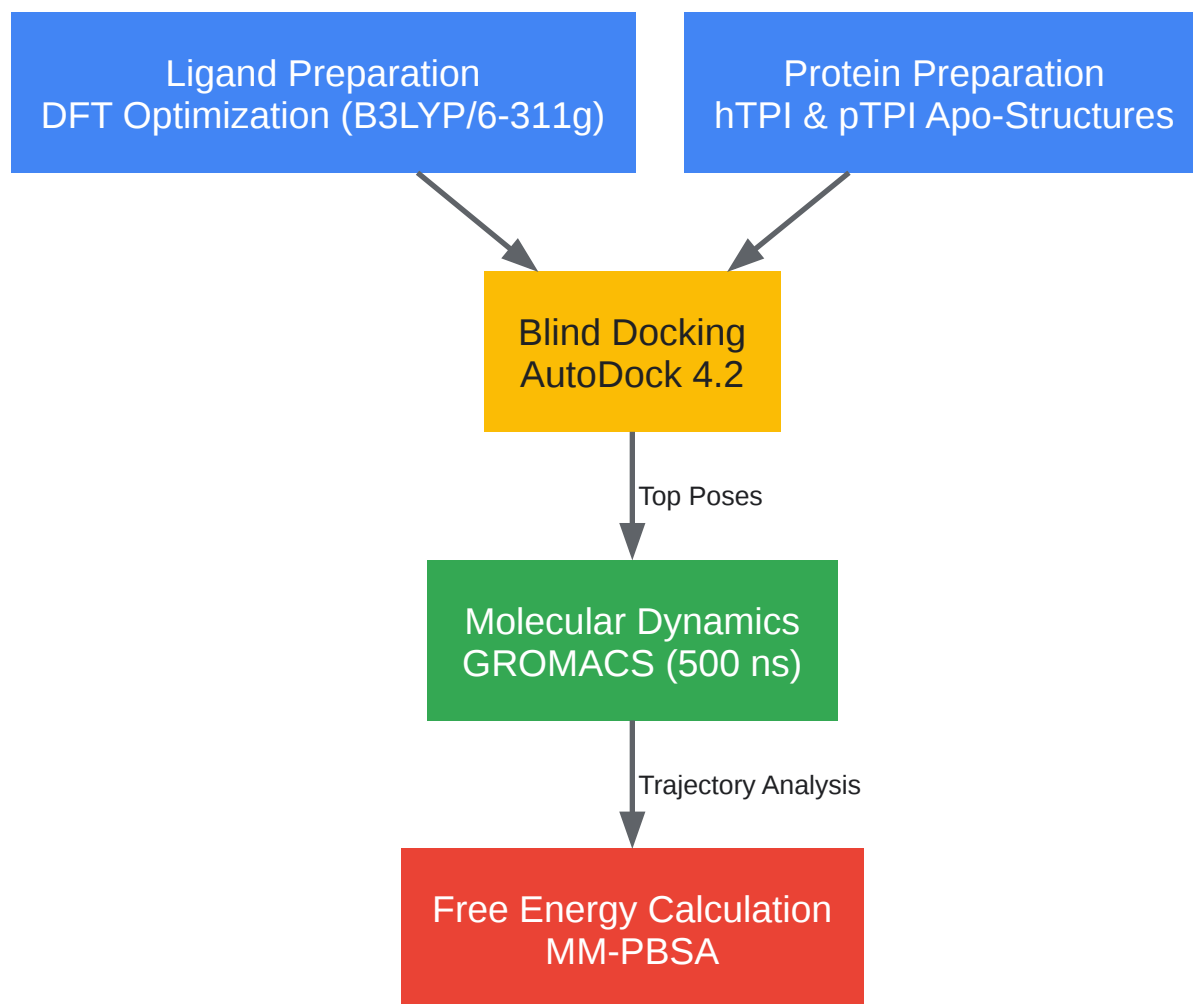 Ligand Preparation
DFT Optimization (B3LYP/6-311g)
Protein Preparation
hTPI & pTPI Apo-Structures
Blind Docking
AutoDock 4.2
Top Poses
Molecular Dynamics
GROMACS (500 ns)
Trajectory Analysis
Free Energy Calculation
MM-PBSA